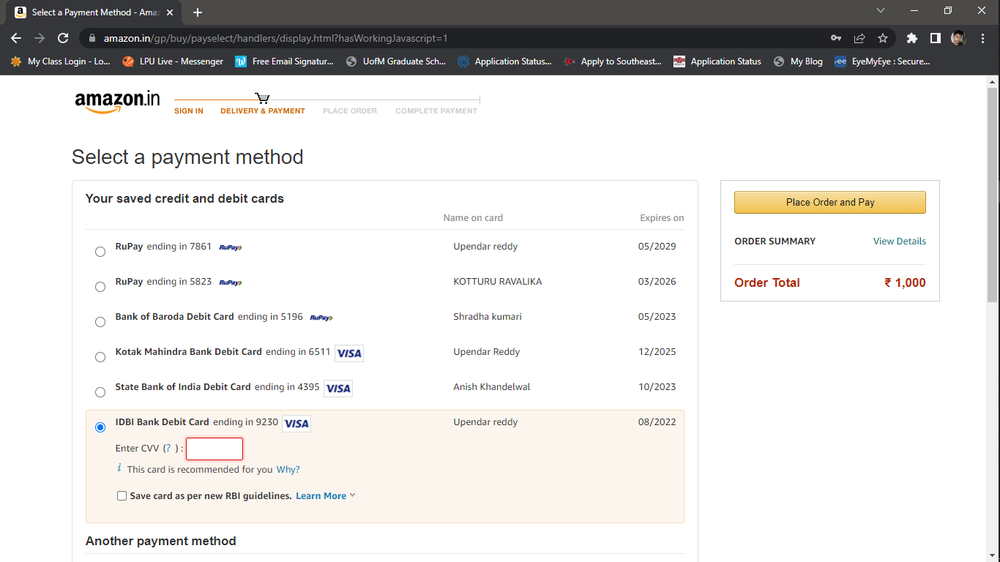 Select a Payment Method - Amaz
amazon.in/gp/buy/payselect/handlers/display.html?hasWorkingJavascript=1
My Class Login - Lo... LPU Live - Messenger Free Email Signatur... UofM Graduate Sch... Application Status... Apply to Southeast... Application Status My Blog EyeMyEye : Secure...
amazon.in
SIGN IN DELIVERY & PAYMENT PLACE ORDER COMPLETE PAYMENT
Select a payment method
Your saved credit and debit cards
Name on card Expires on
RuPay ending in 7861 RuPay Upendar reddy 05/2029
RuPay ending in 5823 RuPay KOTTURU RAVALIKA 03/2026
Bank of Baroda Debit Card ending in 5196 RuPay Shradha kumari 05/2023
Kotak Mahindra Bank Debit Card ending in 6511 VISA Upendar Reddy 12/2025
State Bank of India Debit Card ending in 4395 VISA Anish Khandelwal 10/2023
IDBI Bank Debit Card ending in 9230 VISA Upendar reddy 08/2022
Enter CVV (? ) :
i This card is recommended for you Why?
Save card as per new RBI guidelines. Learn More
Another payment method
Place Order and Pay
ORDER SUMMARY View Details
Order Total ₹ 1,000